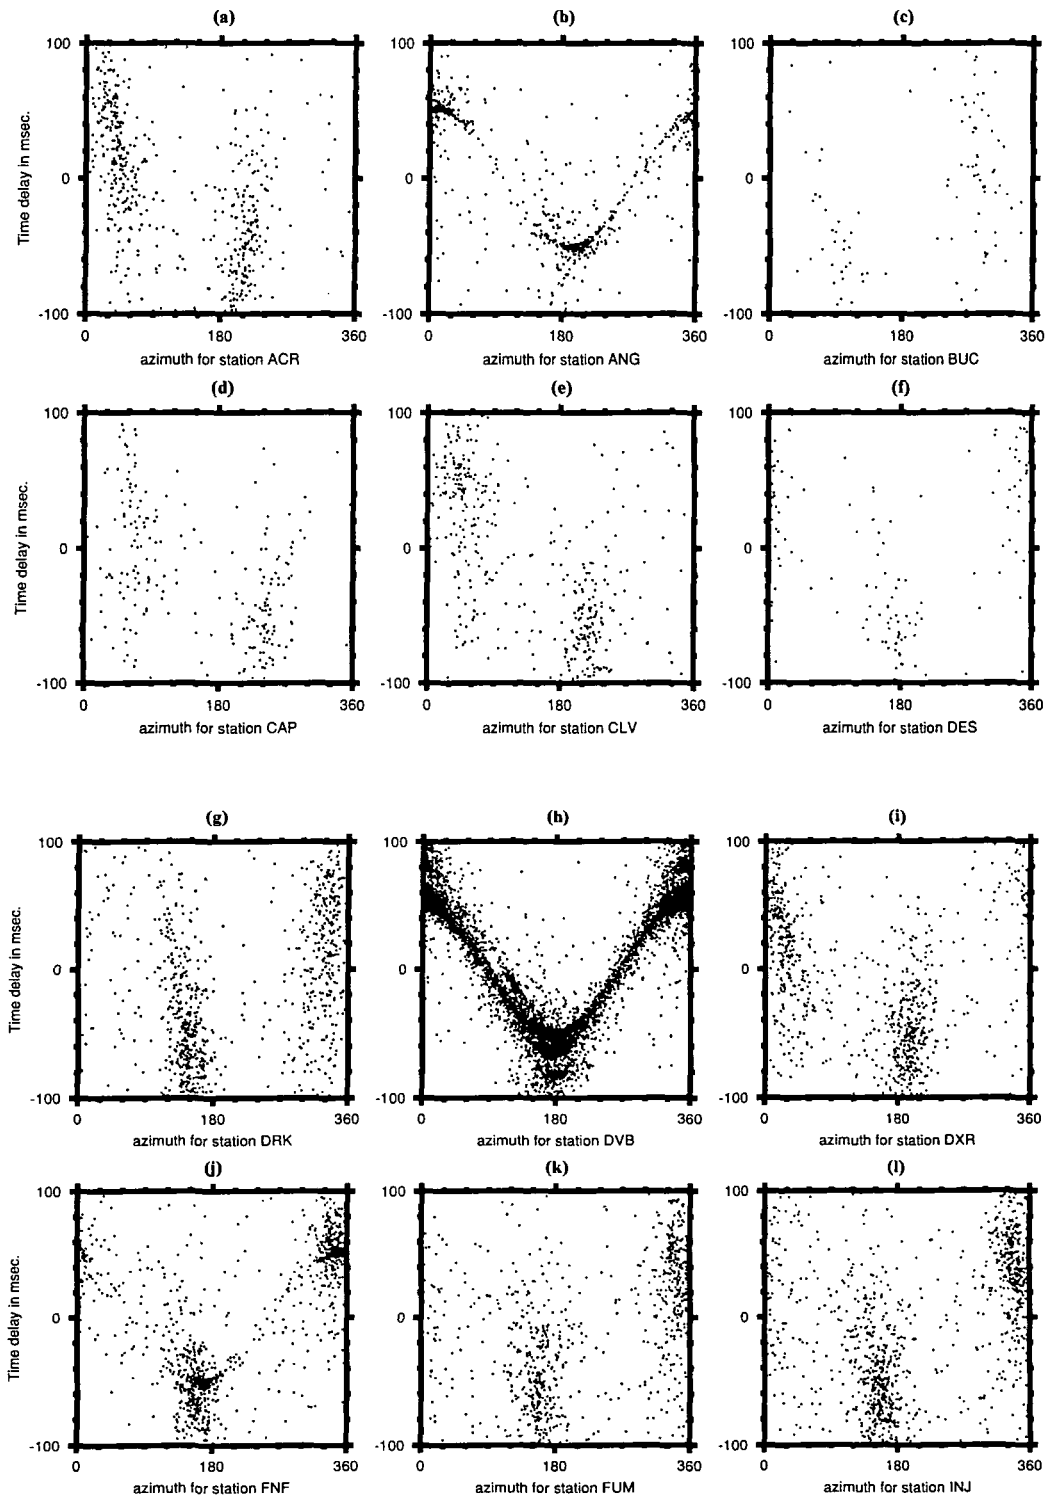 (a) (b) (c)
100 100 100
Time delay in msec.
0 0 0
-100 -100 -100
0 180 360 0 180 360 0 180 360
azimuth for station ACR azimuth for station ANG azimuth for station BUC
(d) (e) (f)
100 100 100
Time delay in msec.
0 0 0
-100 -100 -100
0 180 360 0 180 360 0 180 360
azimuth for station CAP azimuth for station CLV azimuth for station DES
(g) (h) (i)
100 100 100
Time delay in msec.
0 0 0
-100 -100 -100
0 180 360 0 180 360 0 180 360
azimuth for station DRK azimuth for station DVB azimuth for station DXR
(j) (k) (l)
100 100 100
Time delay in msec.
0 0 0
-100 -100 -100
0 180 360 0 180 360 0 180 360
azimuth for station FNF azimuth for station FUM azimuth for station INJ